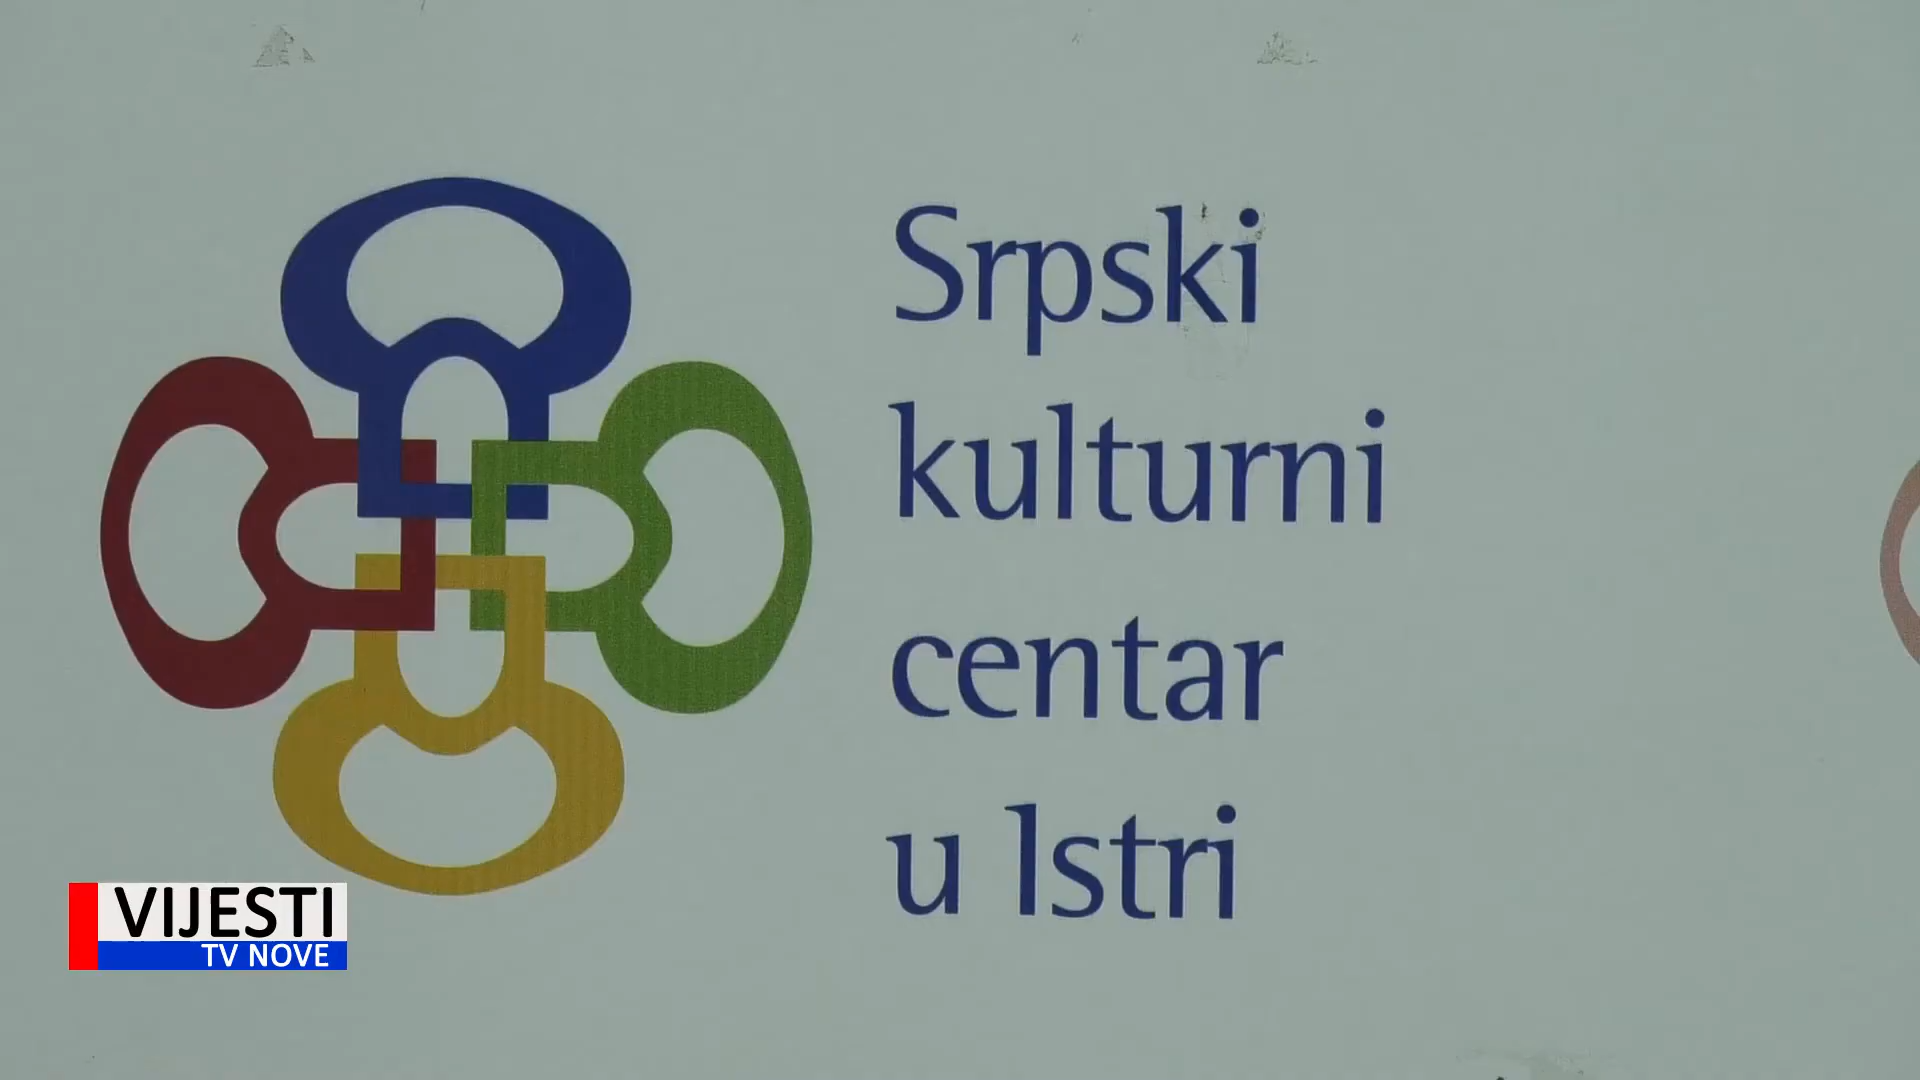 Srpski
kulturni
centar
u Istri
VIJESTI
TV NOVE